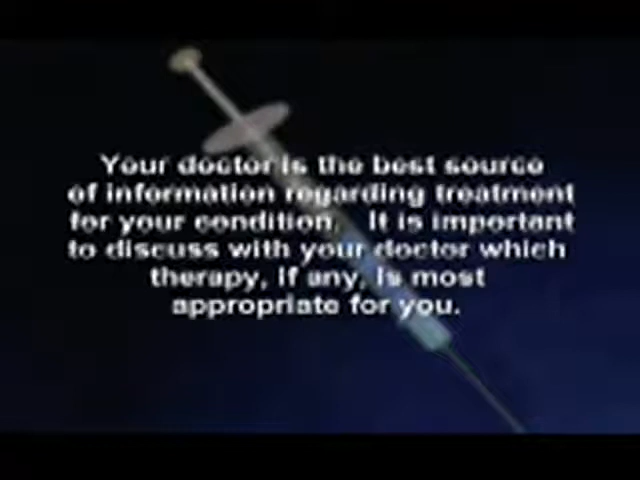 Your doctor is the best source
of information regarding treatment
for your condition. It is important
to discuss with your doctor which
therapy, if any, is most
appropriate for you.